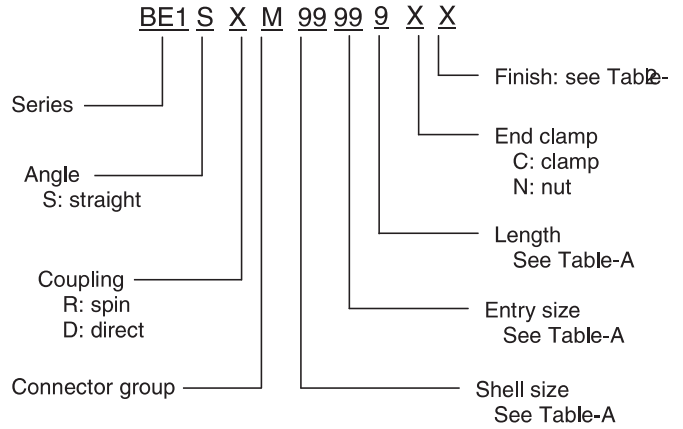 BE1 S X M 99 99 9 X X
Finish: see Table-2
Series
End clamp
C: clamp
N: nut
Angle
S: straight
Length
See Table-A
Coupling
R: spin
D: direct
Entry size
See Table-A
Connector group
Shell size
See Table-A